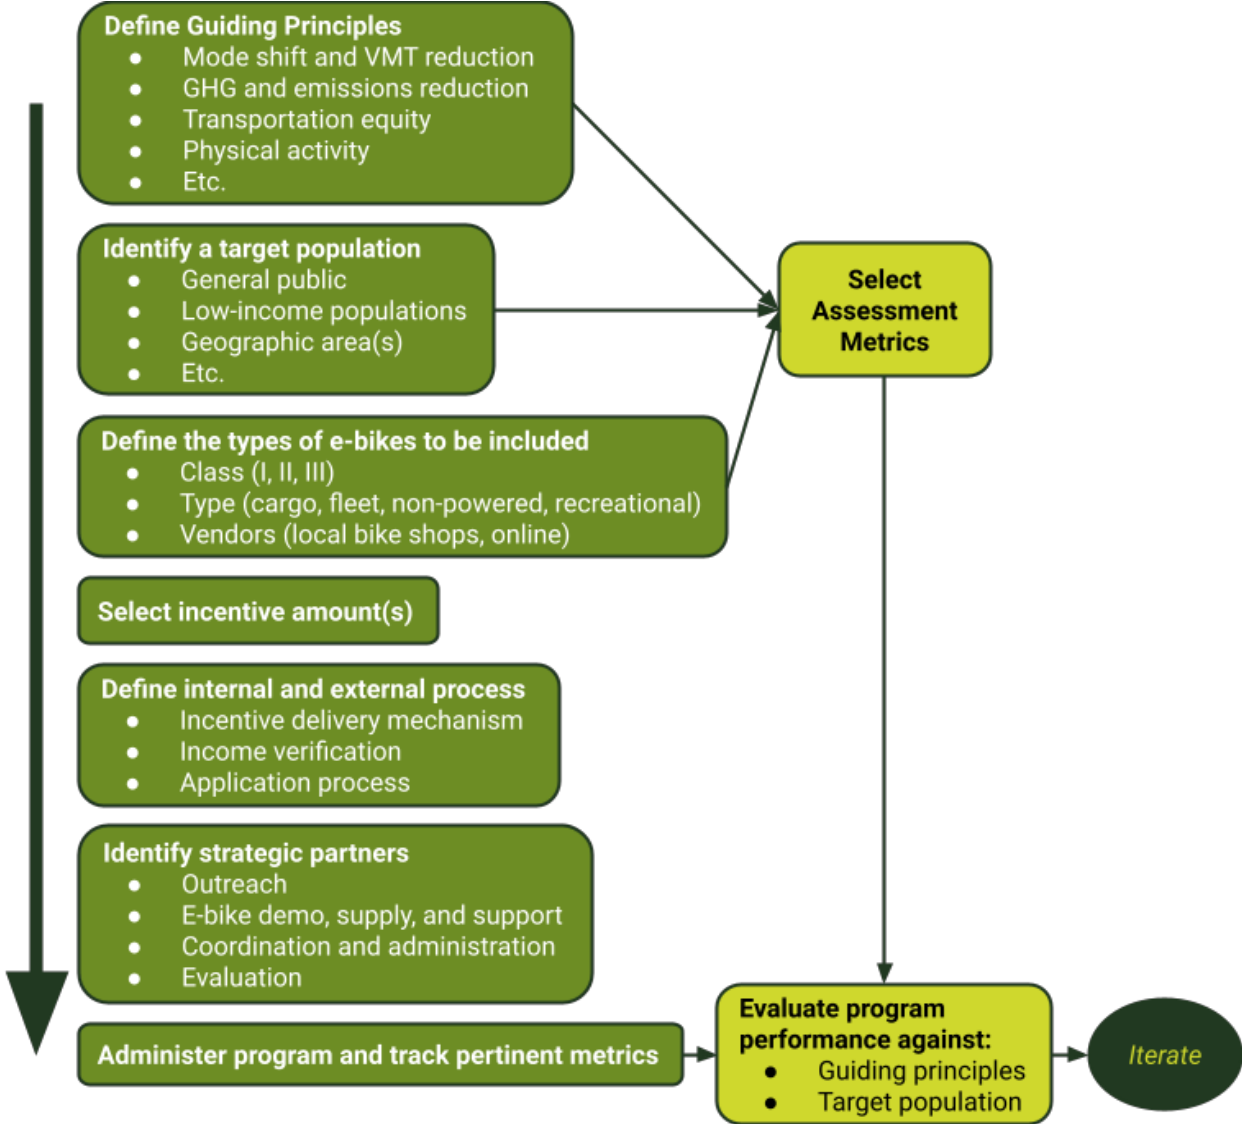 Define Guiding Principles
● Mode shift and VMT reduction
● GHG and emissions reduction
● Transportation equity
● Physical activity
● Etc.
Identify a target population
● General public
● Low-income populations
● Geographic area(s)
● Etc.
Select
Assessment
Metrics
Define the types of e-bikes to be included
● Class (I, II, III)
● Type (cargo, fleet, non-powered, recreational)
● Vendors (local bike shops, online)
Select incentive amount(s)
Define internal and external process
● Incentive delivery mechanism
● Income verification
● Application process
Identify strategic partners
● Outreach
● E-bike demo, supply, and support
● Coordination and administration
● Evaluation
Administer program and track pertinent metrics
Evaluate program
performance against:
● Guiding principles
● Target population
Iterate